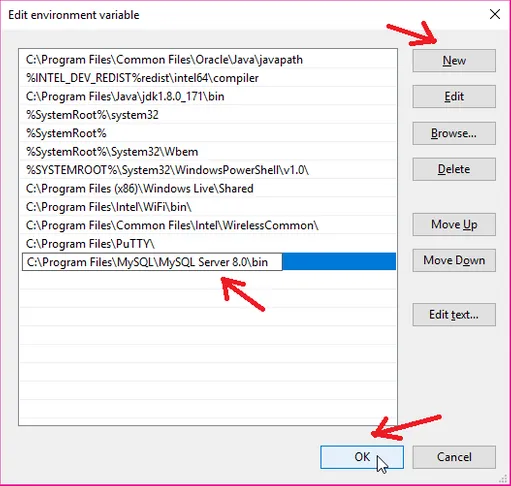 Edit environment variable
C:\Program Files\Common Files\Oracle\Java\javapath
%INTEL_DEV_REDIST%redist\intel64\compiler
C:\Program Files\Java\jdk1.8.0_171\bin
%SystemRoot%\system32
%SystemRoot%
%SystemRoot%\System32\Wbem
%SYSTEMROOT%\System32\WindowsPowerShell\v1.0\
C:\Program Files (x86)\Windows Live\Shared
C:\Program Files\Intel\WiFi\bin\
C:\Program Files\Common Files\Intel\WirelessCommon\
C:\Program Files\PuTTY\
C:\Program Files\MySQL\MySQL Server 8.0\bin
New
Edit
Browse...
Delete
Move Up
Move Down
Edit text...
OK
Cancel